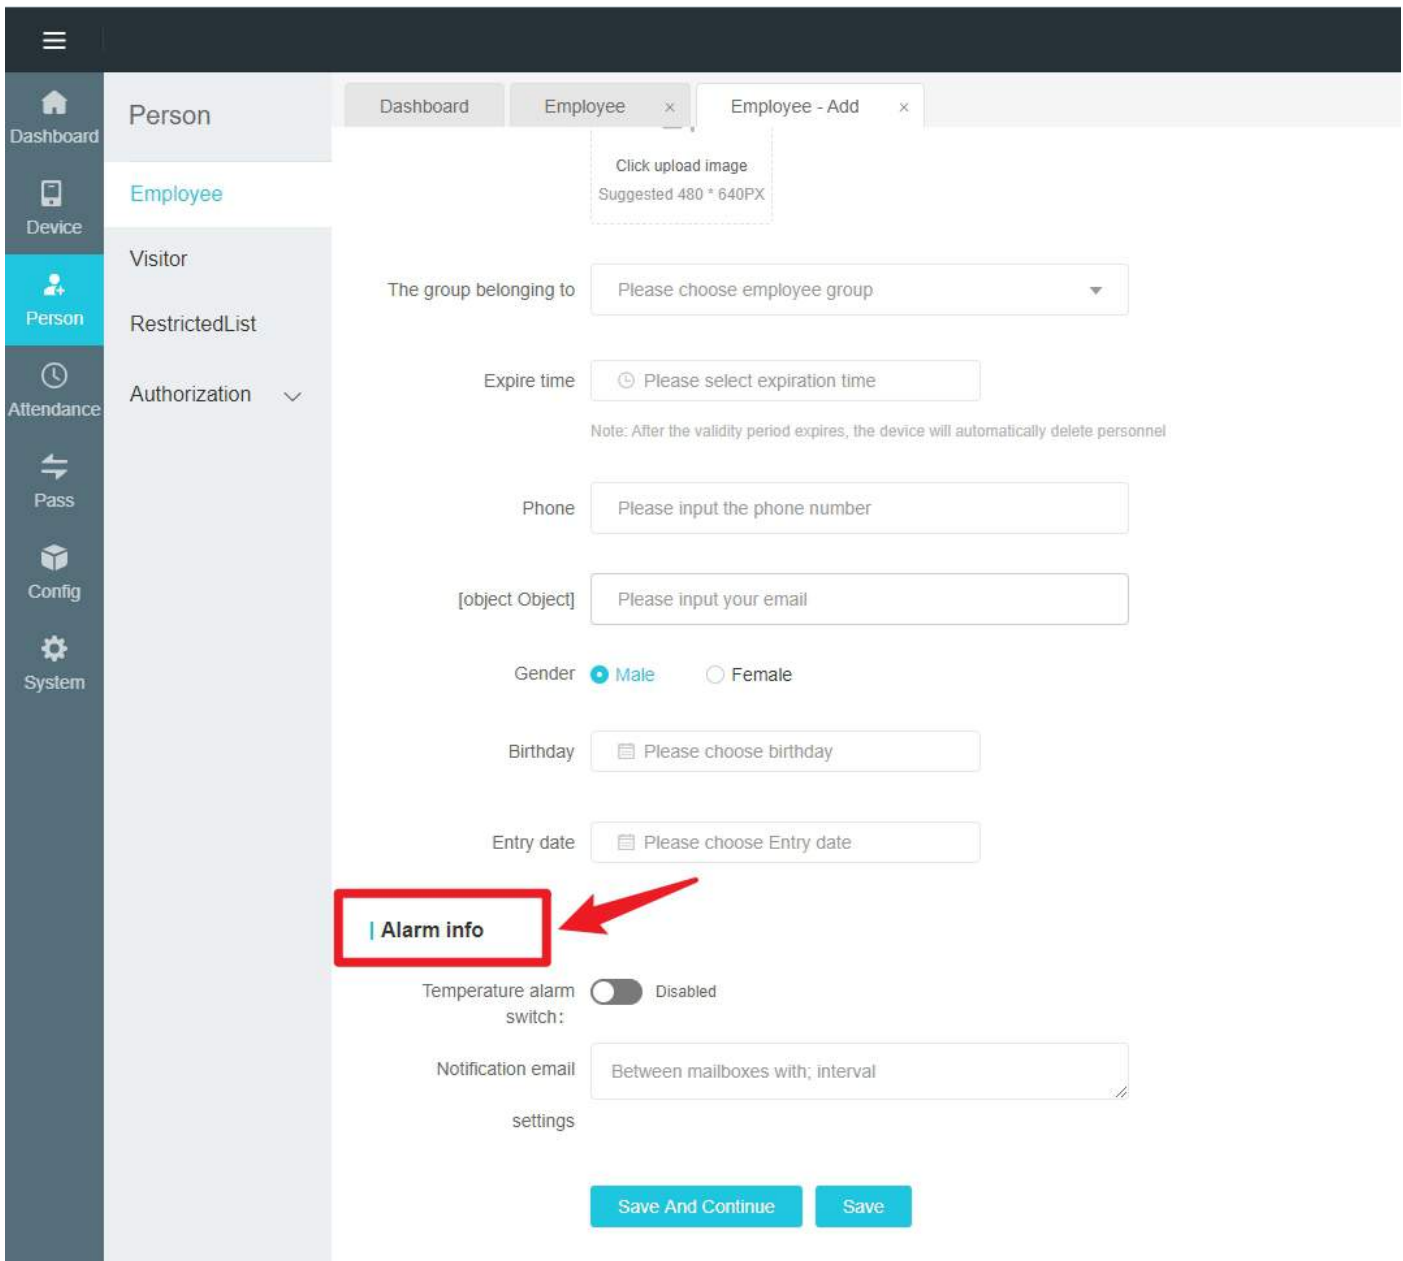 Dashboard
Device
Person
Attendance
Pass
Config
System
Person
Employee
Visitor
RestrictedList
Authorization
Dashboard
Employee ×
Employee - Add ×
Click upload image
Suggested 480 * 640PX
The group belonging to
Please choose employee group
Expire time
Please select expiration time
Note: After the validity period expires, the device will automatically delete personnel
Phone
Please input the phone number
[object Object]
Please input your email
Gender
Male
Female
Birthday
Please choose birthday
Entry date
Please choose Entry date
Alarm info
Temperature alarm
switch:
Disabled
Notification email
settings
Between mailboxes with; interval
Save And Continue
Save